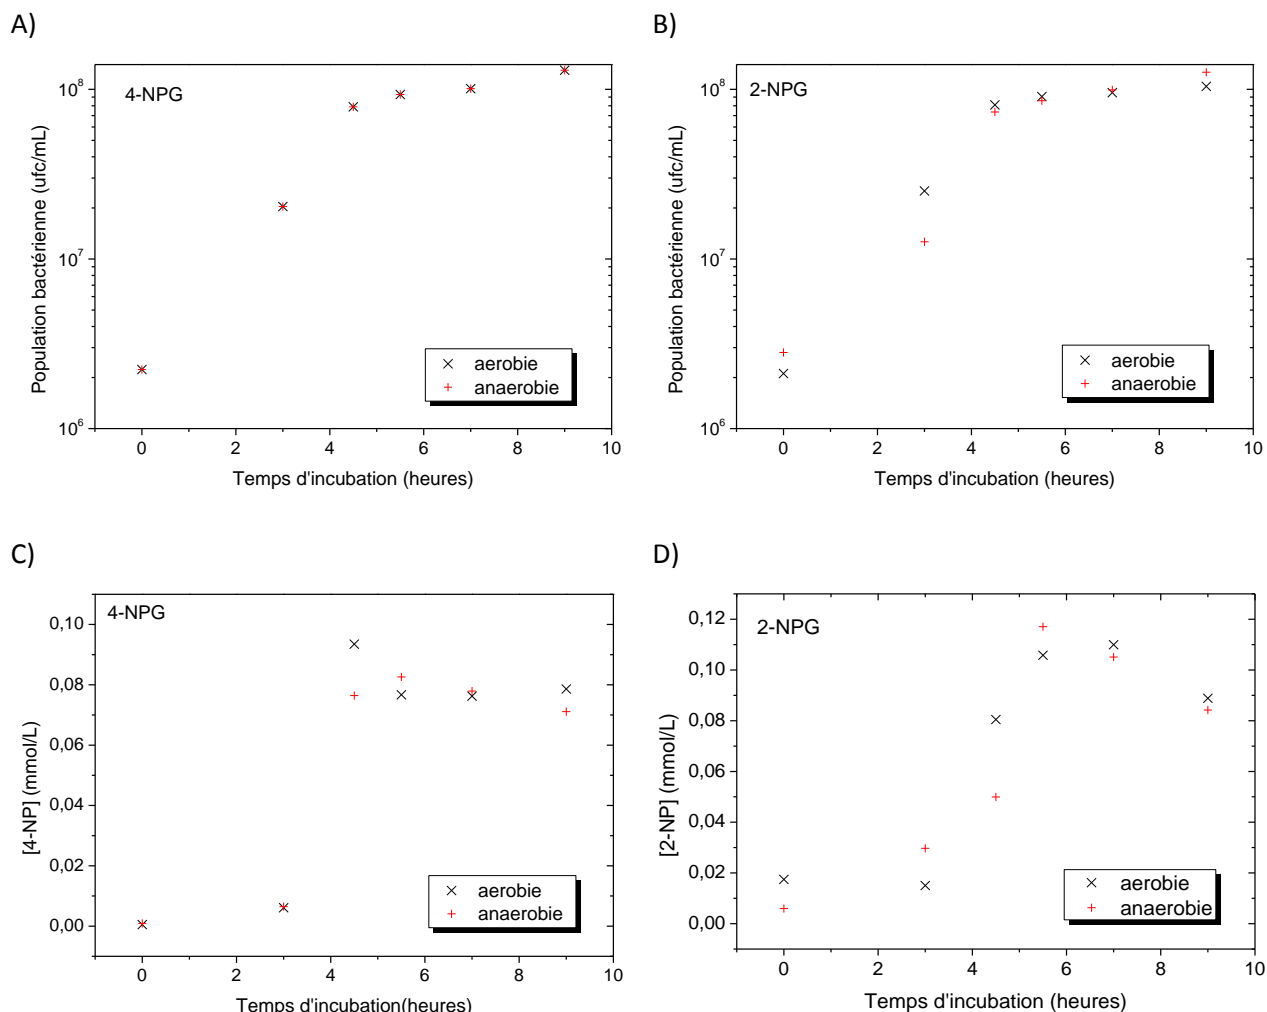 A)
4-NPG
Population bactérienne (ufc/mL)
10^8
10^7
10^6
aerobie
anaerobie
0 2 4 6 8 10
Temps d'incubation (heures)
B)
2-NPG
Population bactérienne (ufc/mL)
10^8
10^7
10^6
aerobie
anaerobie
0 2 4 6 8 10
Temps d'incubation (heures)
C)
4-NPG
[4-NP] (mmol/L)
0,10
0,08
0,06
0,04
0,02
0,00
aerobie
anaerobie
0 2 4 6 8 10
Temps d'incubation(heures)
D)
2-NPG
[2-NP] (mmol/L)
0,12
0,10
0,08
0,06
0,04
0,02
0,00
aerobie
anaerobie
0 2 4 6 8 10
Temps d'incubation (heures)